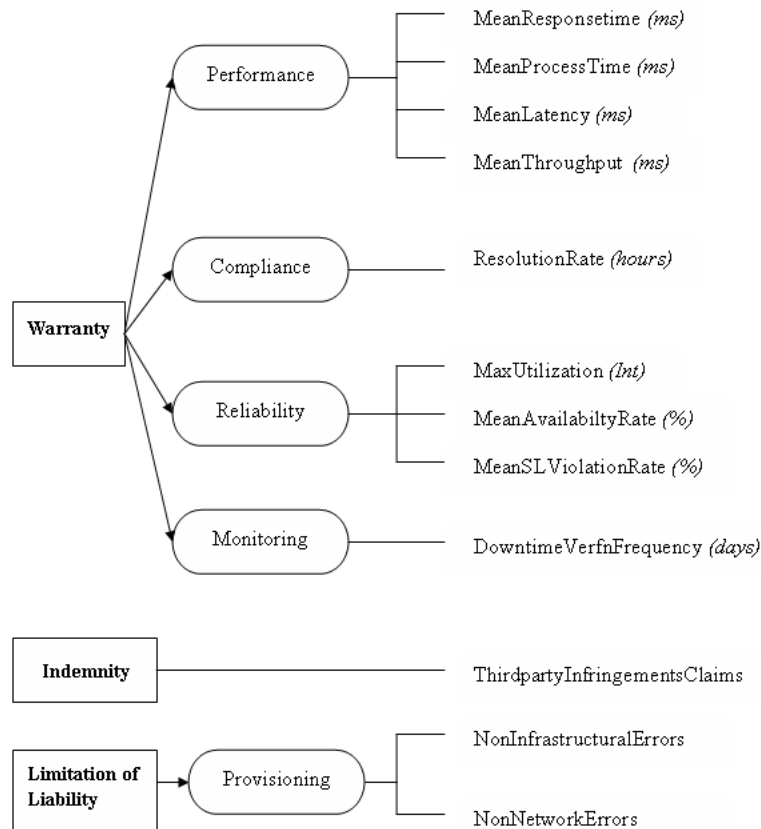 MeanResponsetime (ms)
Performance
MeanProcessTime (ms)
MeanLatency (ms)
MeanThroughput (ms)
Compliance
ResolutionRate (hours)
Warranty
MaxUtilization (Int)
Reliability
MeanAvailabiltyRate (%)
MeanSLViolationRate (%)
Monitoring
DowntimeVerfnFrequency (days)
Indemnity
ThirdpartyInfringementsClaims
NonInfrastructuralErrors
Limitation of
Liability
Provisioning
NonNetworkErrors